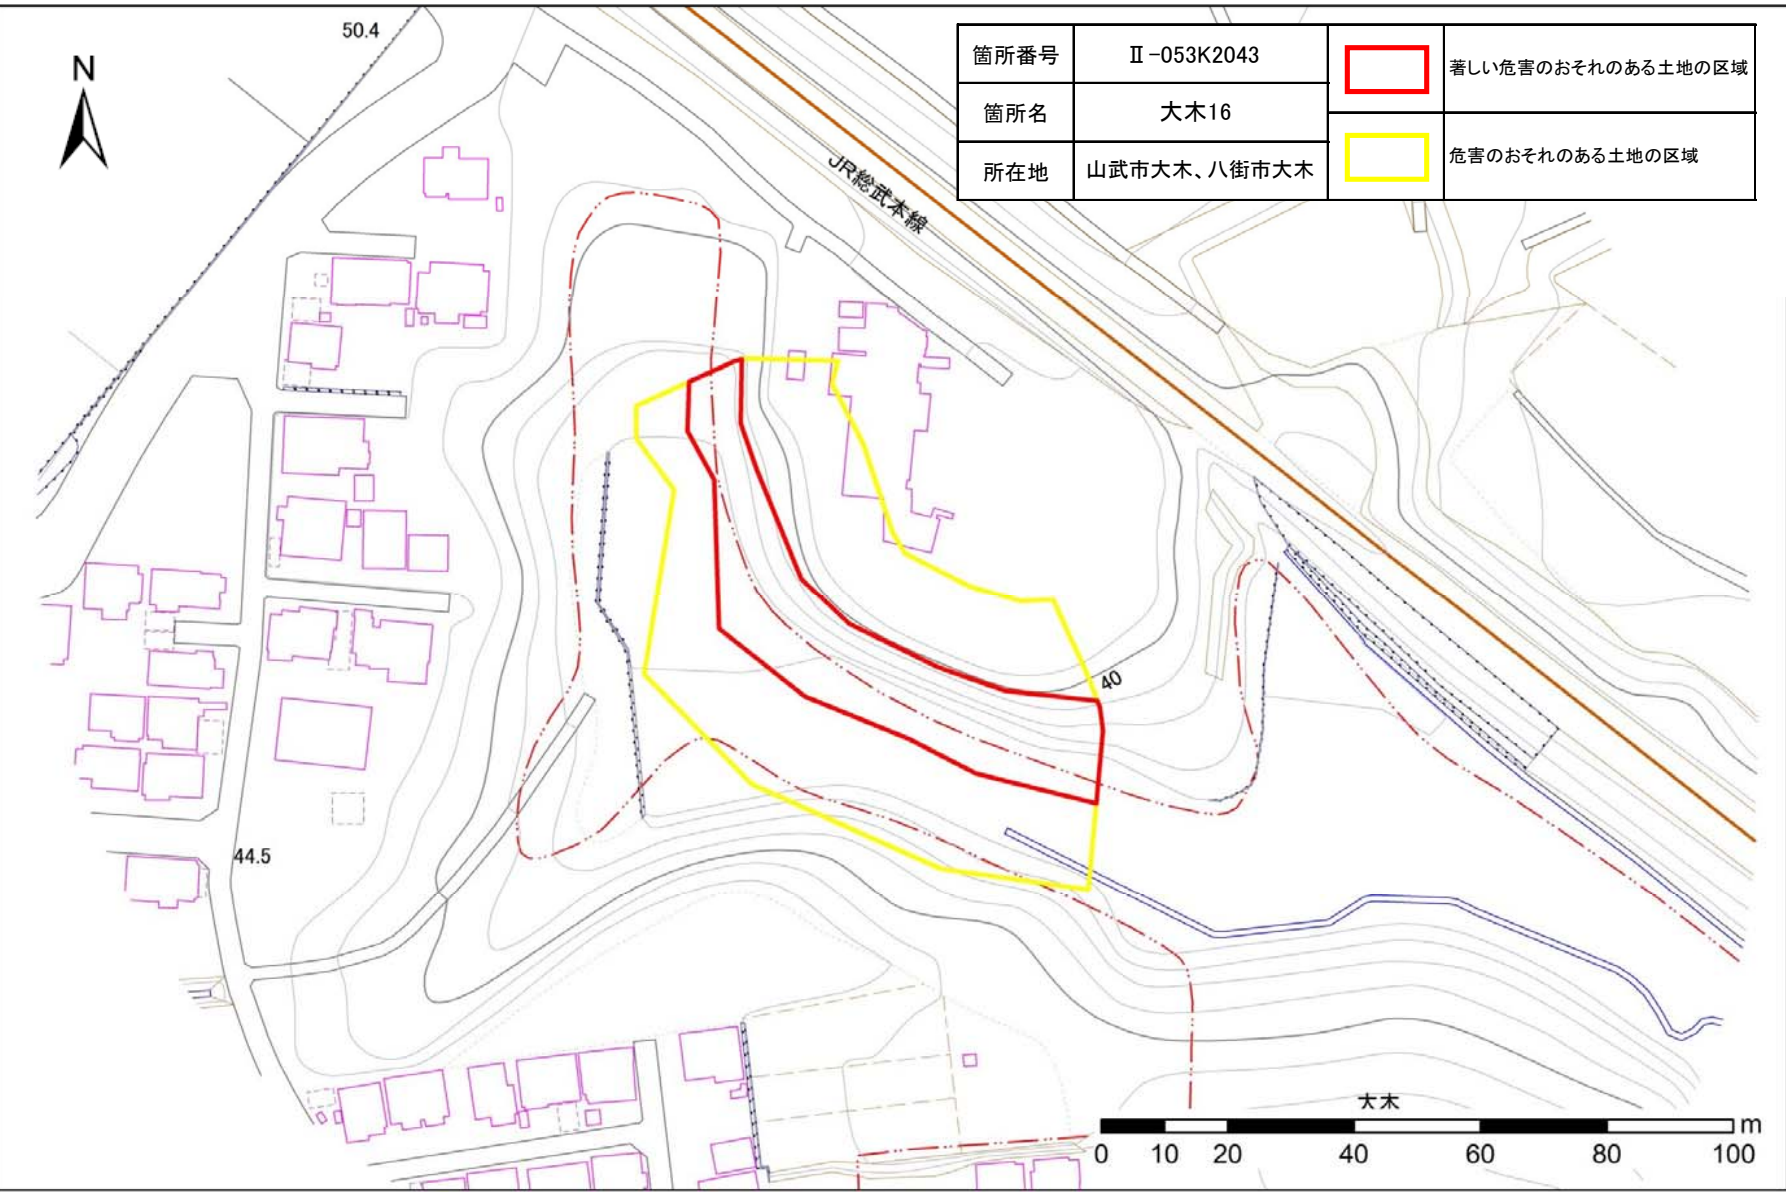 50.4
N
箇所番号 Ⅱ-053K2043
著しい危害のおそれのある土地の区域
箇所名 大木16
危害のおそれのある土地の区域
所在地 山武市大木、八街市大木
JR総武本線
40
44.5
大木
m
0 10 20 40 60 80 100